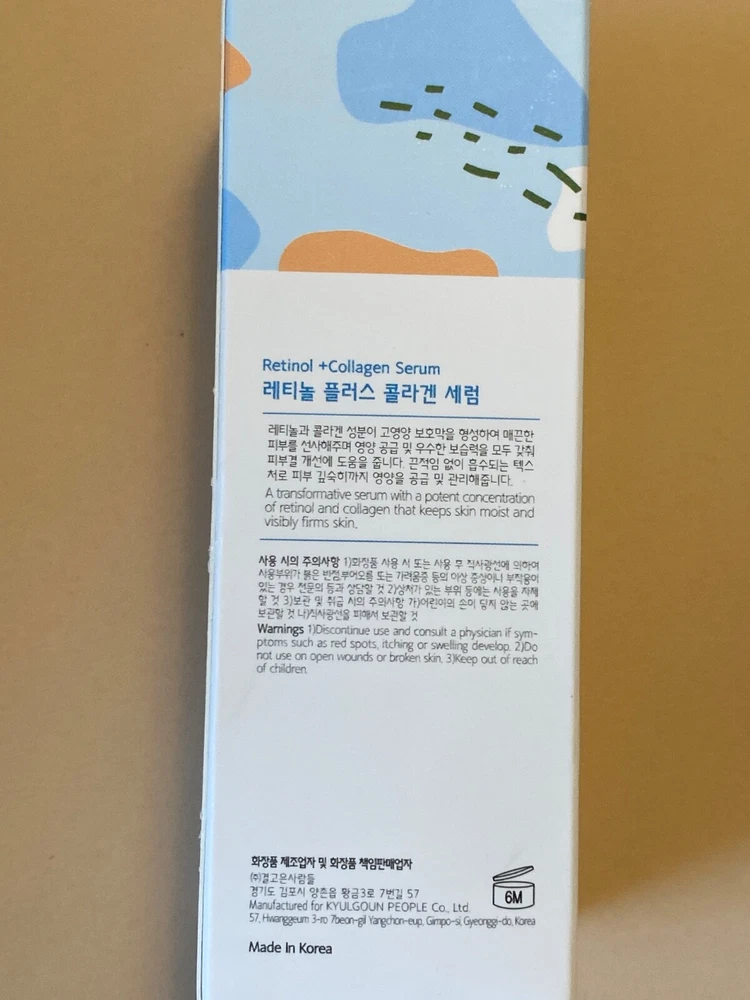 Retinol +Collagen Serum
레티놀 플러스 콜라겐 세럼
레티놀과 콜라겐 성분이 고영양 보호막을 형성하여 매끈한
피부를 선사해주며 영양 공급 및 우수한 보습력을 모두 갖춰
피부결 개선에 도움을 줍니다. 끈적임 없이 흡수되는 텍스
처로 피부 깊숙히까지 영양을 공급 및 관리해줍니다.
A transformative serum with a potent concentration
of retinol and collagen that keeps skin moist and
visibly firms skin.
사용 시의 주의사항 1)화장품 사용 시 또는 사용 후 직사광선에 의하여
사용부위가 붉은 반점,부어오름 또는 가려움증 등의 이상 증상이나 부작용이
있는 경우 전문의 등과 상담할 것 2)상처가 있는 부위 등에는 사용을 자제
할 것 3)보관 및 취급 시의 주의사항 가)어린이의 손이 닿지 않는 곳에
보관할 것 나)직사광선을 피해서 보관할 것
Warnings 1)Discontinue use and consult a physician if sym-
ptoms such as red spots, itching or swelling develop. 2)Do
not use on open wounds or broken skin. 3)Keep out of reach
of children.
화장품 제조업자 및 화장품 책임판매업자
㈜결고은사람들
경기도 김포시 양촌읍 황금3로 7번길 57
Manufactured for KYULGOUN PEOPLE Co., Ltd.
57, Hwanggeum 3-ro 7beon-gil Yangchon-eup, Gimpo-si, Gyeonggi-do, Korea
6M
Made In Korea